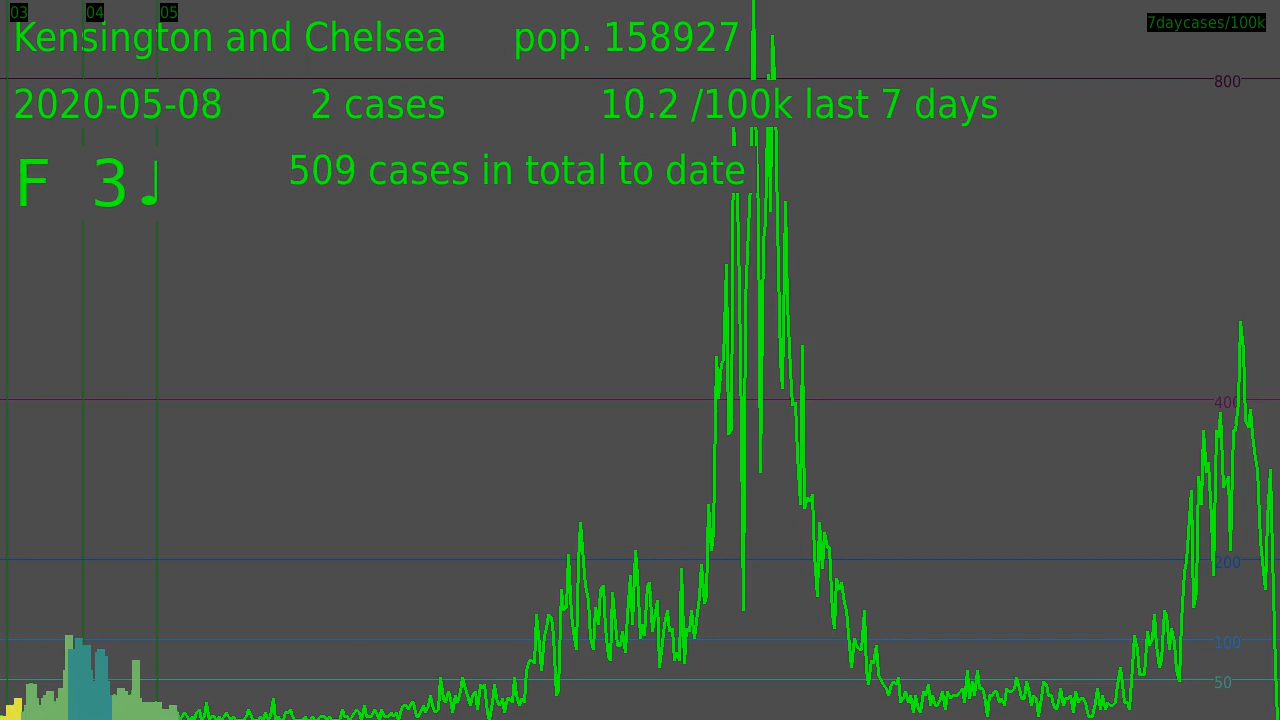 03 04 05
7daycases/100k
Kensington and Chelsea pop. 158927
800
2020-05-08 2 cases 10.2 /100k last 7 days
F 3♩ 509 cases in total to date
400
200
100
50